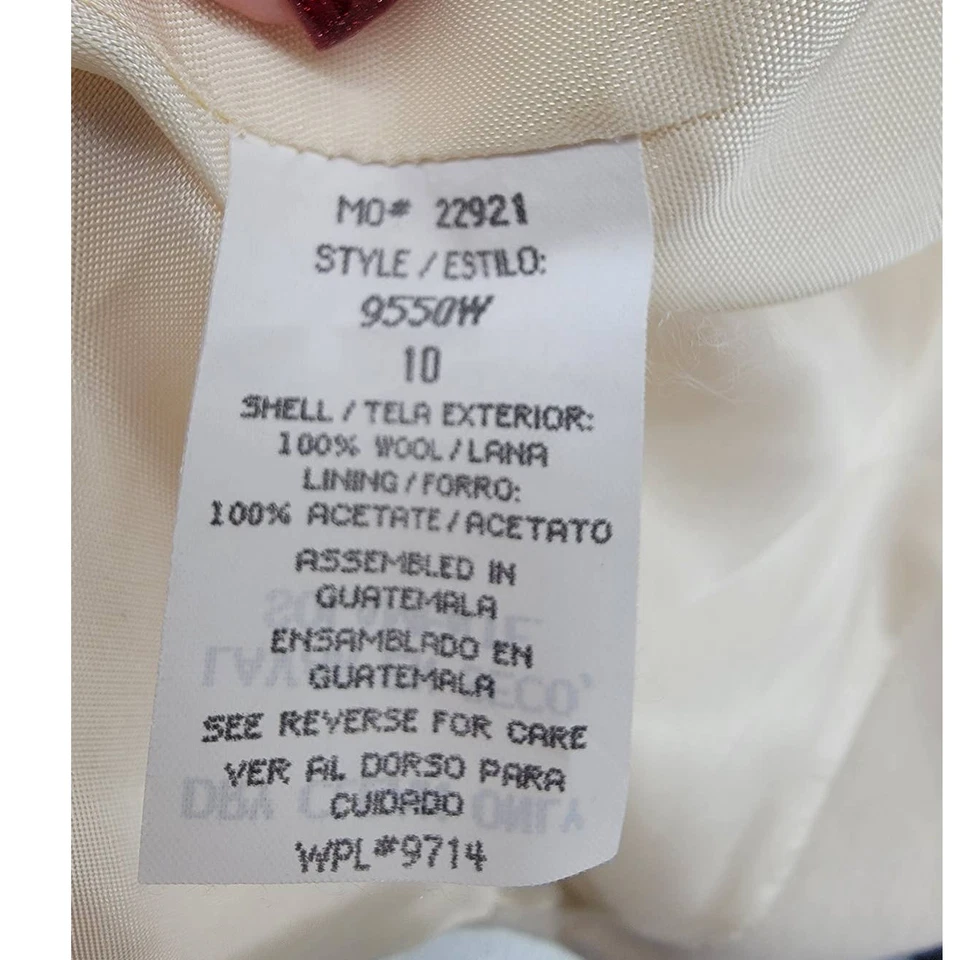 MO# 22921
STYLE / ESTILO:
9550W
10
SHELL / TELA EXTERIOR:
100% WOOL / LANA
LINING / FORRO:
100% ACETATE / ACETATO
ASSEMBLED IN
GUATEMALA
ENSAMBLADO EN
GUATEMALA
SEE REVERSE FOR CARE
VER AL DORSO PARA
CUIDADO
WPL#9714